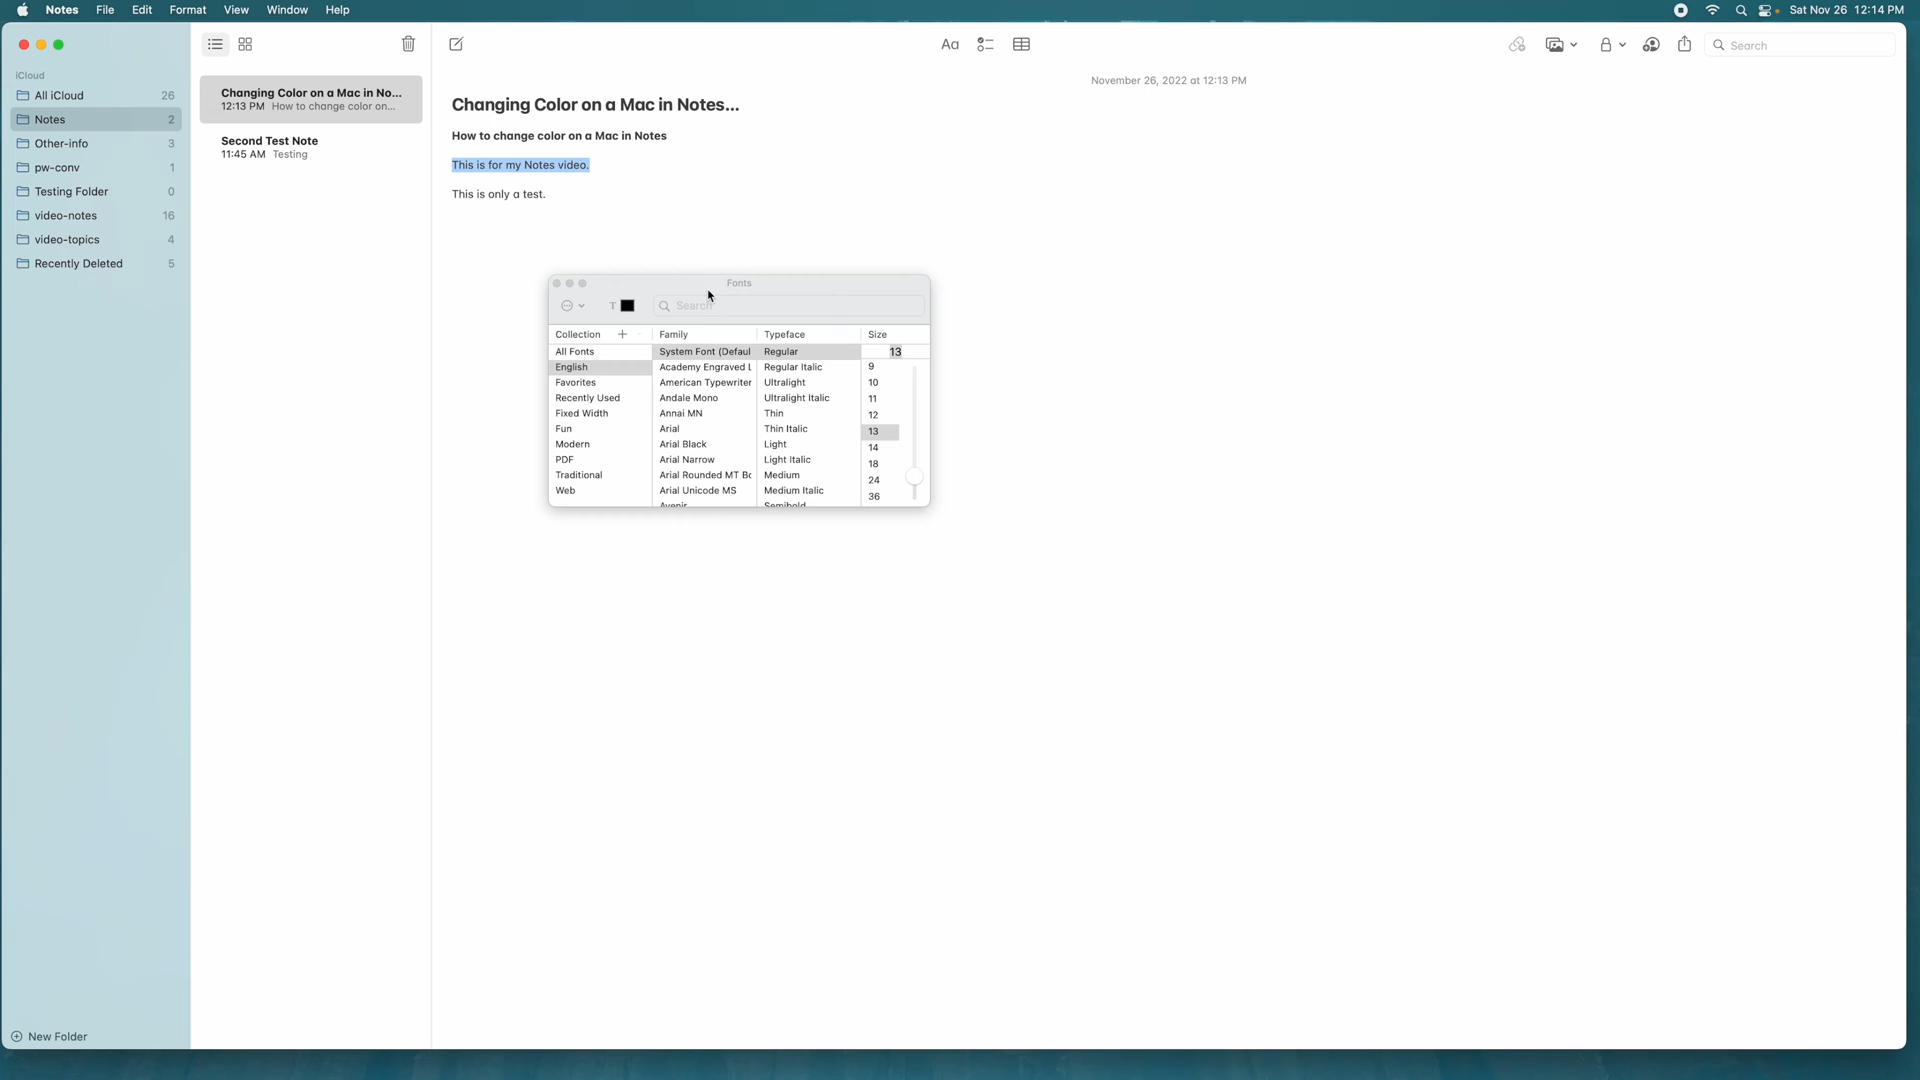 Notes File Edit Format View Window Help Sat Nov 26 12:14 PM
Aa Search
iCloud
All iCloud 26
Notes 2
Other-info 3
pw-conv 1
Testing Folder 0
video-notes 16
video-topics 4
Recently Deleted 5
New Folder
Changing Color on a Mac in No...
12:13 PM How to change color on...
Second Test Note
11:45 AM Testing
November 26, 2022 at 12:13 PM
Changing Color on a Mac in Notes...
How to change color on a Mac in Notes
This is for my Notes video.
This is only a test.
Fonts
T Search
Collection Family Typeface Size
All Fonts System Font (Defaul Regular 13
English Academy Engraved L Regular Italic 9
Favorites American Typewriter Ultralight 10
Recently Used Andale Mono Ultralight Italic 11
Fixed Width Annai MN Thin 12
Fun Arial Thin Italic 13
Modern Arial Black Light 14
PDF Arial Narrow Light Italic 18
Traditional Arial Rounded MT Bc Medium 24
Web Arial Unicode MS Medium Italic 36
Avenir Semibold